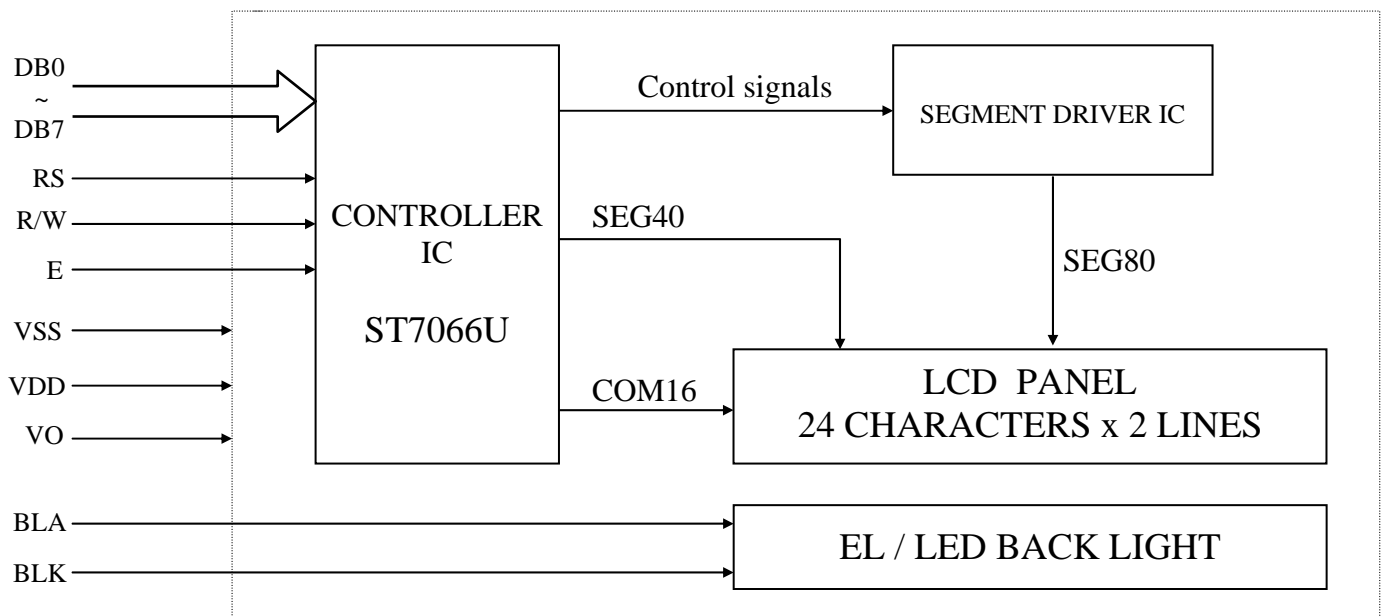 DB0
~
DB7
RS
R/W
E
VSS
VDD
VO
BLA
BLK
CONTROLLER
IC
ST7066U
Control signals
SEG40
COM16
SEGMENT DRIVER IC
SEG80
LCD PANEL
24 CHARACTERS x 2 LINES
EL / LED BACK LIGHT